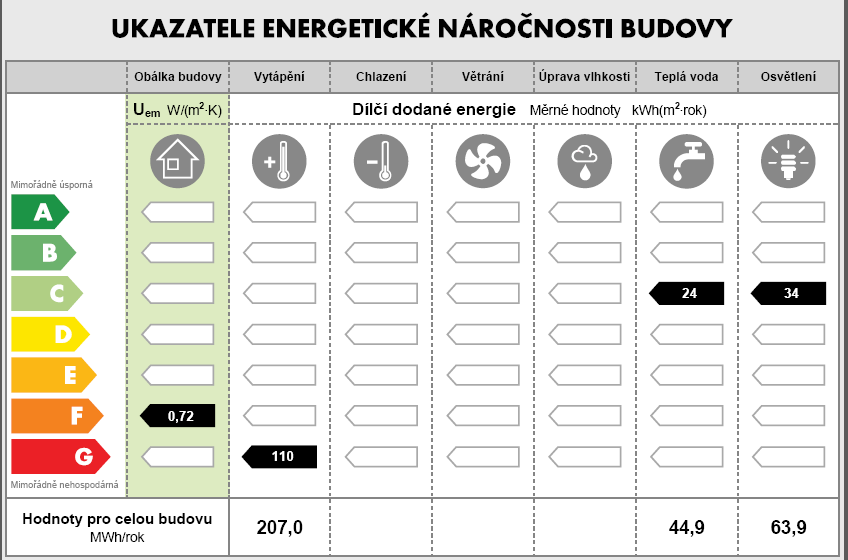 UKAZATELE ENERGETICKÉ NÁROČNOSTI BUDOVY
Obálka budovy Vytápění Chlazení Větrání Úprava vlhkosti Teplá voda Osvětlení
Uem W/(m²·K) Dílčí dodané energie Měrné hodnoty kWh(m²·rok)
Mimořádně úsporná
A
B
C 24 34
D
E
F 0,72
G 110
Mimořádně nehospodárná
Hodnoty pro celou budovu
MWh/rok
207,0 44,9 63,9